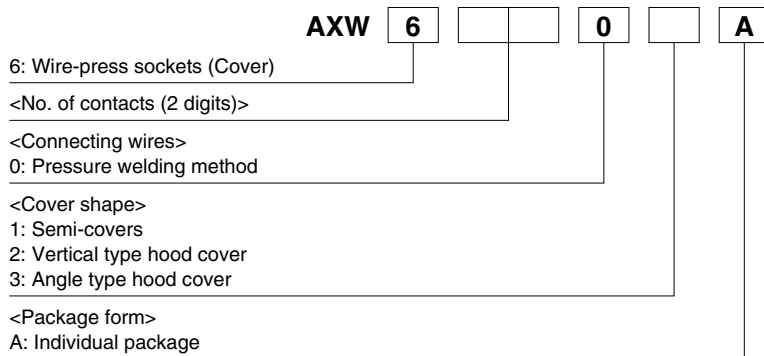 AXW 6 0 A
6: Wire-press sockets (Cover)
<No. of contacts (2 digits)>
<Connecting wires>
0: Pressure welding method
<Cover shape>
1: Semi-covers
2: Vertical type hood cover
3: Angle type hood cover
<Package form>
A: Individual package